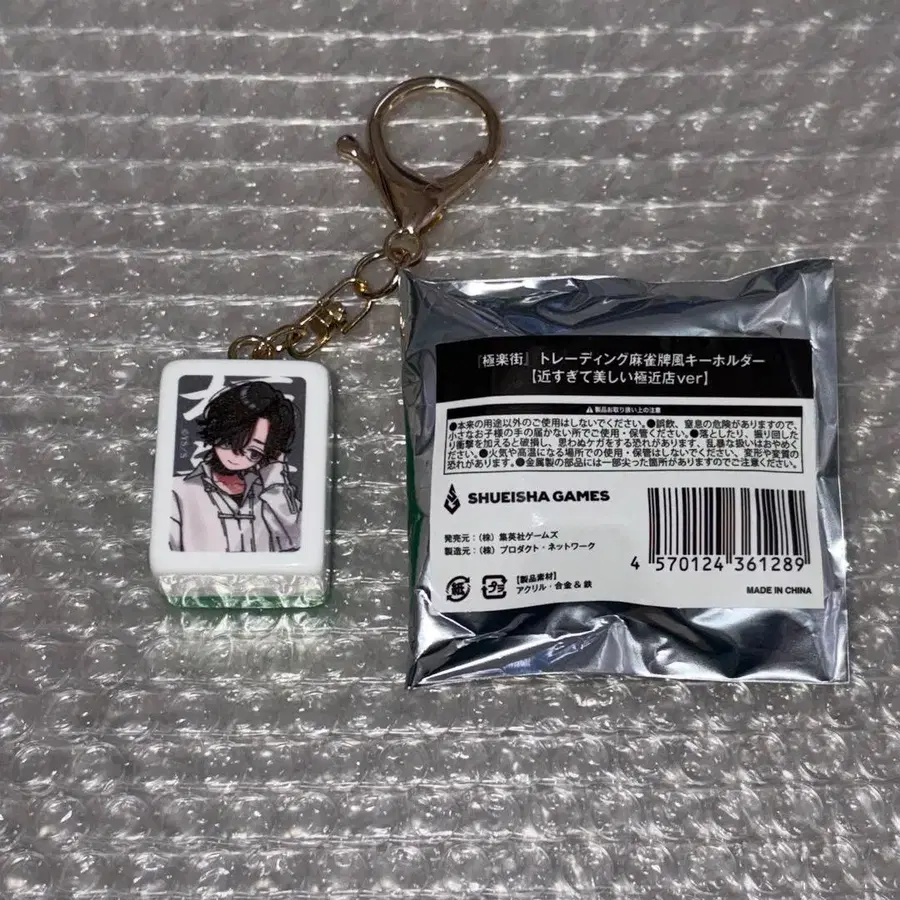 『極楽街』トレーディング麻雀牌風キーホルダー
【近すぎて美しい極近店ver】
⚠製品お取り扱い上の注意
●本来の用途以外のご使用はしないでください。●誤飲、窒息の危険がありますので、
小さなお子様の手の届かない所でご使用・保管ください。●落としたり、振り回した
り衝撃を加えると破損し、思わぬケガをする恐れがあります、乱暴な扱いはおやめく
ださい。●火気や高温になる場所での使用・保管はしないでください、変形や変質の
恐れがあります。●金属製の部品には一部尖った箇所がありますのでご注意ください。
SHUEISHA GAMES
発売元:(株)集英社ゲームズ
製造元:(株)プロダクト・ネットワーク
紙
プラ
【製品素材】
アクリル・合金&鉄
4 570124 361289
MADE IN CHINA